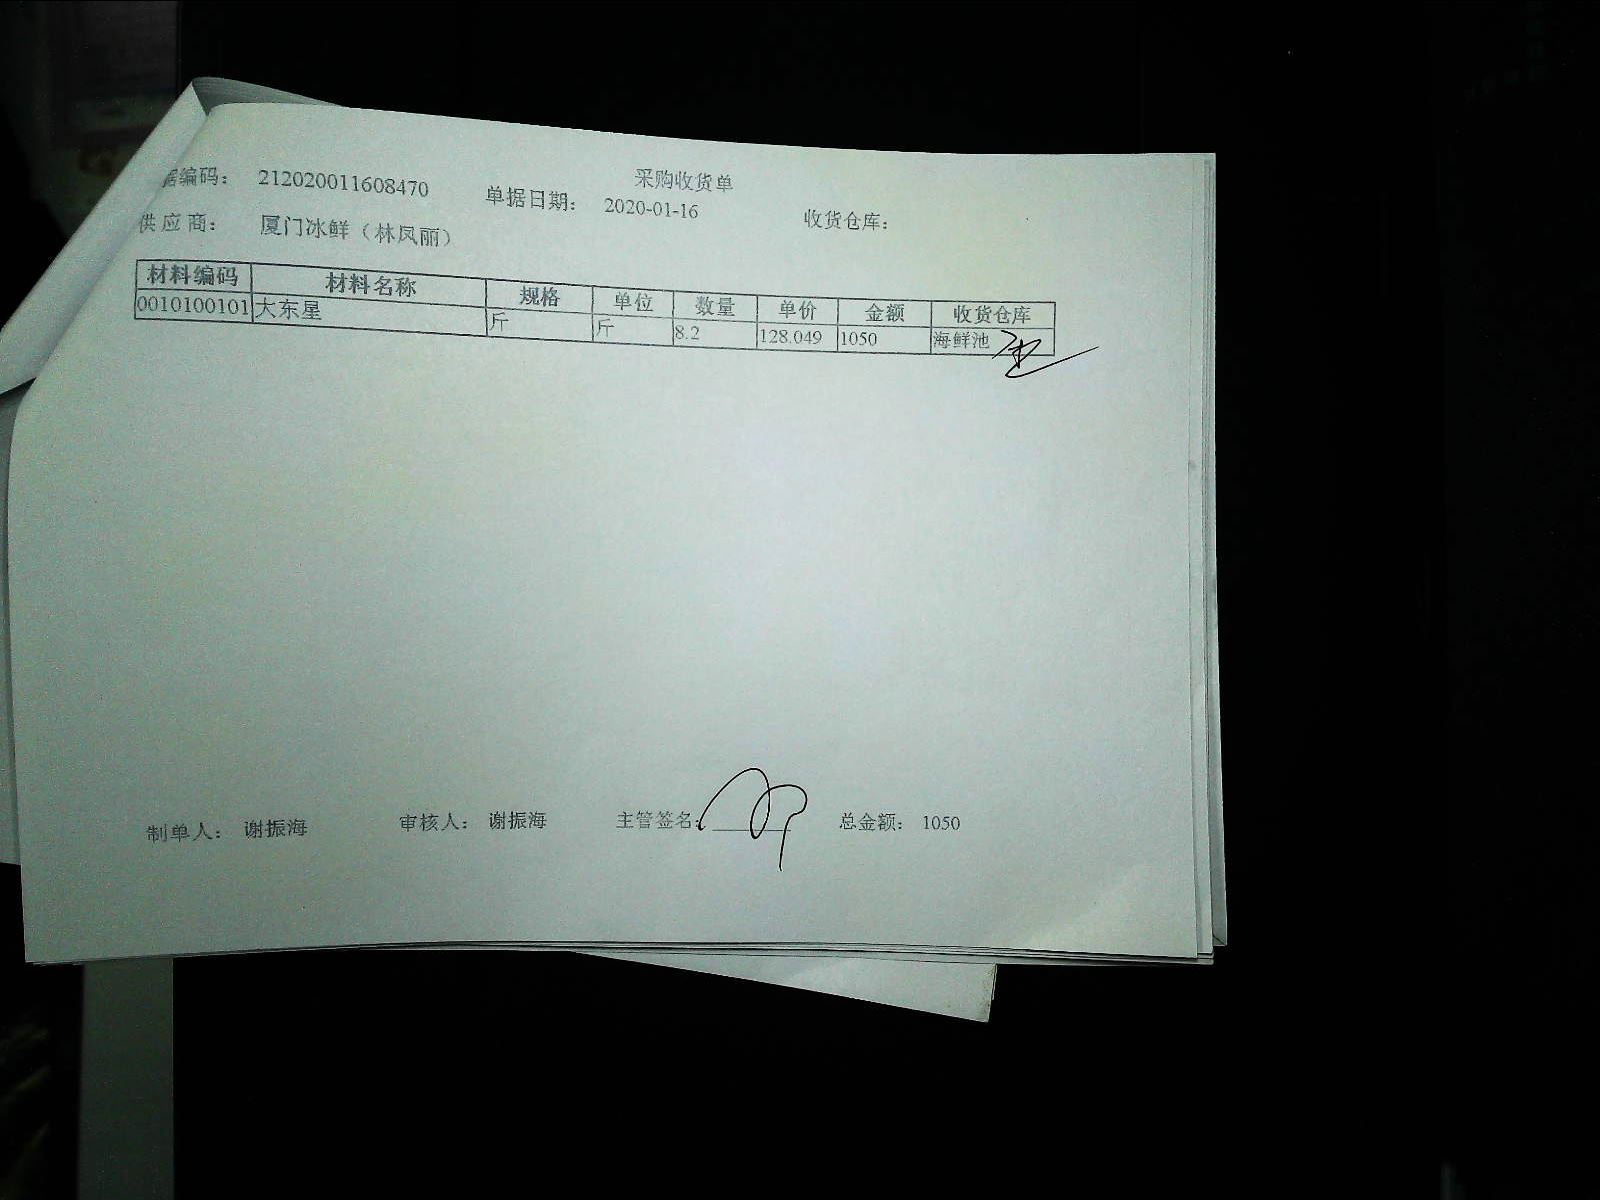 采购收货单
据编码: 212020011608470 单据日期: 2020-01-16 收货仓库:
供应商: 厦门冰鲜（林凤丽）
材料编码 材料名称 规格 单位 数量 单价 金额 收货仓库
0010100101 大东星 斤 斤 8.2 128.049 1050 海鲜池
制单人: 谢振海 审核人: 谢振海 主管签名: 总金额: 1050